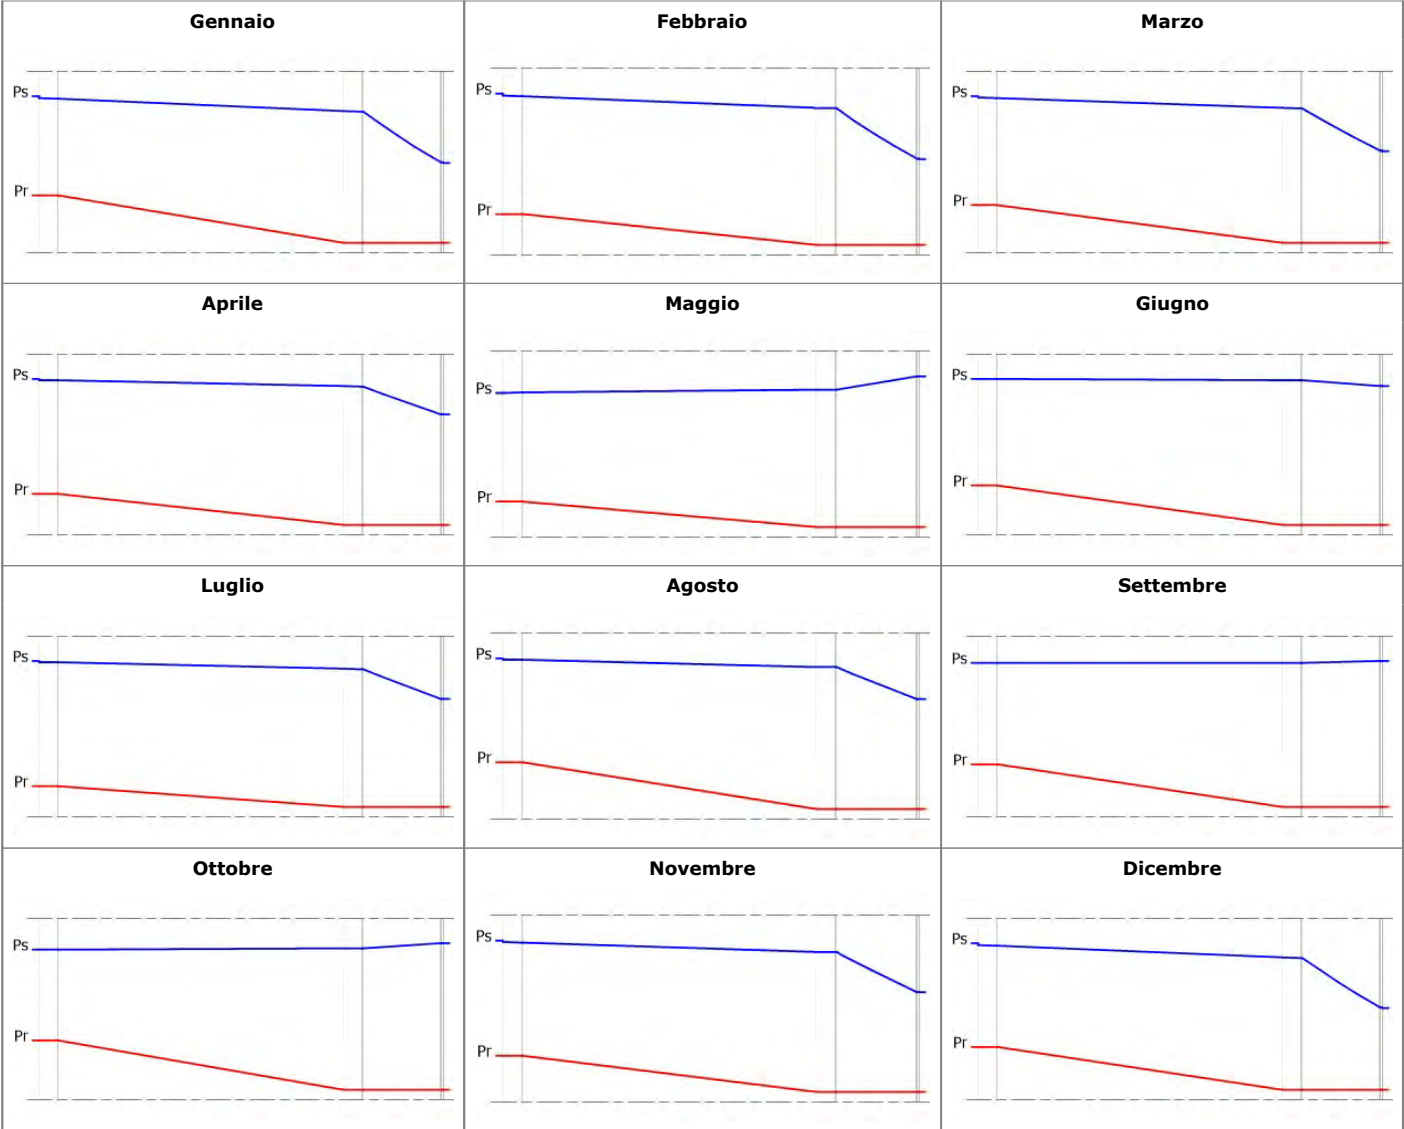 Gennaio
Febbraio
Marzo
Ps
Pr
Ps
Pr
Ps
Pr
Aprile
Maggio
Giugno
Ps
Pr
Ps
Pr
Ps
Pr
Luglio
Agosto
Settembre
Ps
Pr
Ps
Pr
Ps
Pr
Ottobre
Novembre
Dicembre
Ps
Pr
Ps
Pr
Ps
Pr